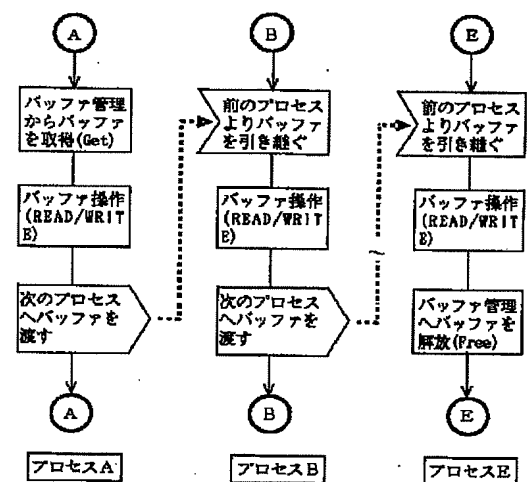 A
バッファ管理
からバッファ
を取得(Get)
バッファ操作
(READ/WRIT
E)
次のプロセス
へバッファを
渡す
A
プロセスA
B
前のプロセス
よりバッファ
を引き継ぐ
バッファ操作
(READ/WRIT
E)
次のプロセス
へバッファを
渡す
B
プロセスB
E
前のプロセス
よりバッファ
を引き継ぐ
バッファ操作
(READ/WRIT
E)
バッファ管理
へバッファを
解放(Free)
E
プロセスE